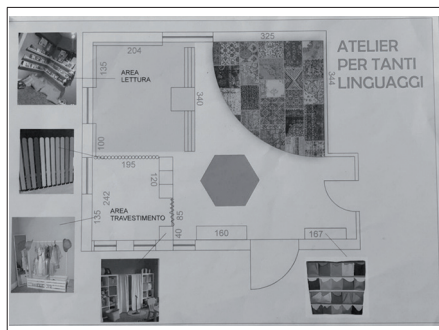 ATELIER
PER TANTI
LINGUAGGI
325
204
135
AREA
LETTURA
340
344
100
195
120
242
135
AREA
TRAVESTIMENTO
85
40
160
167